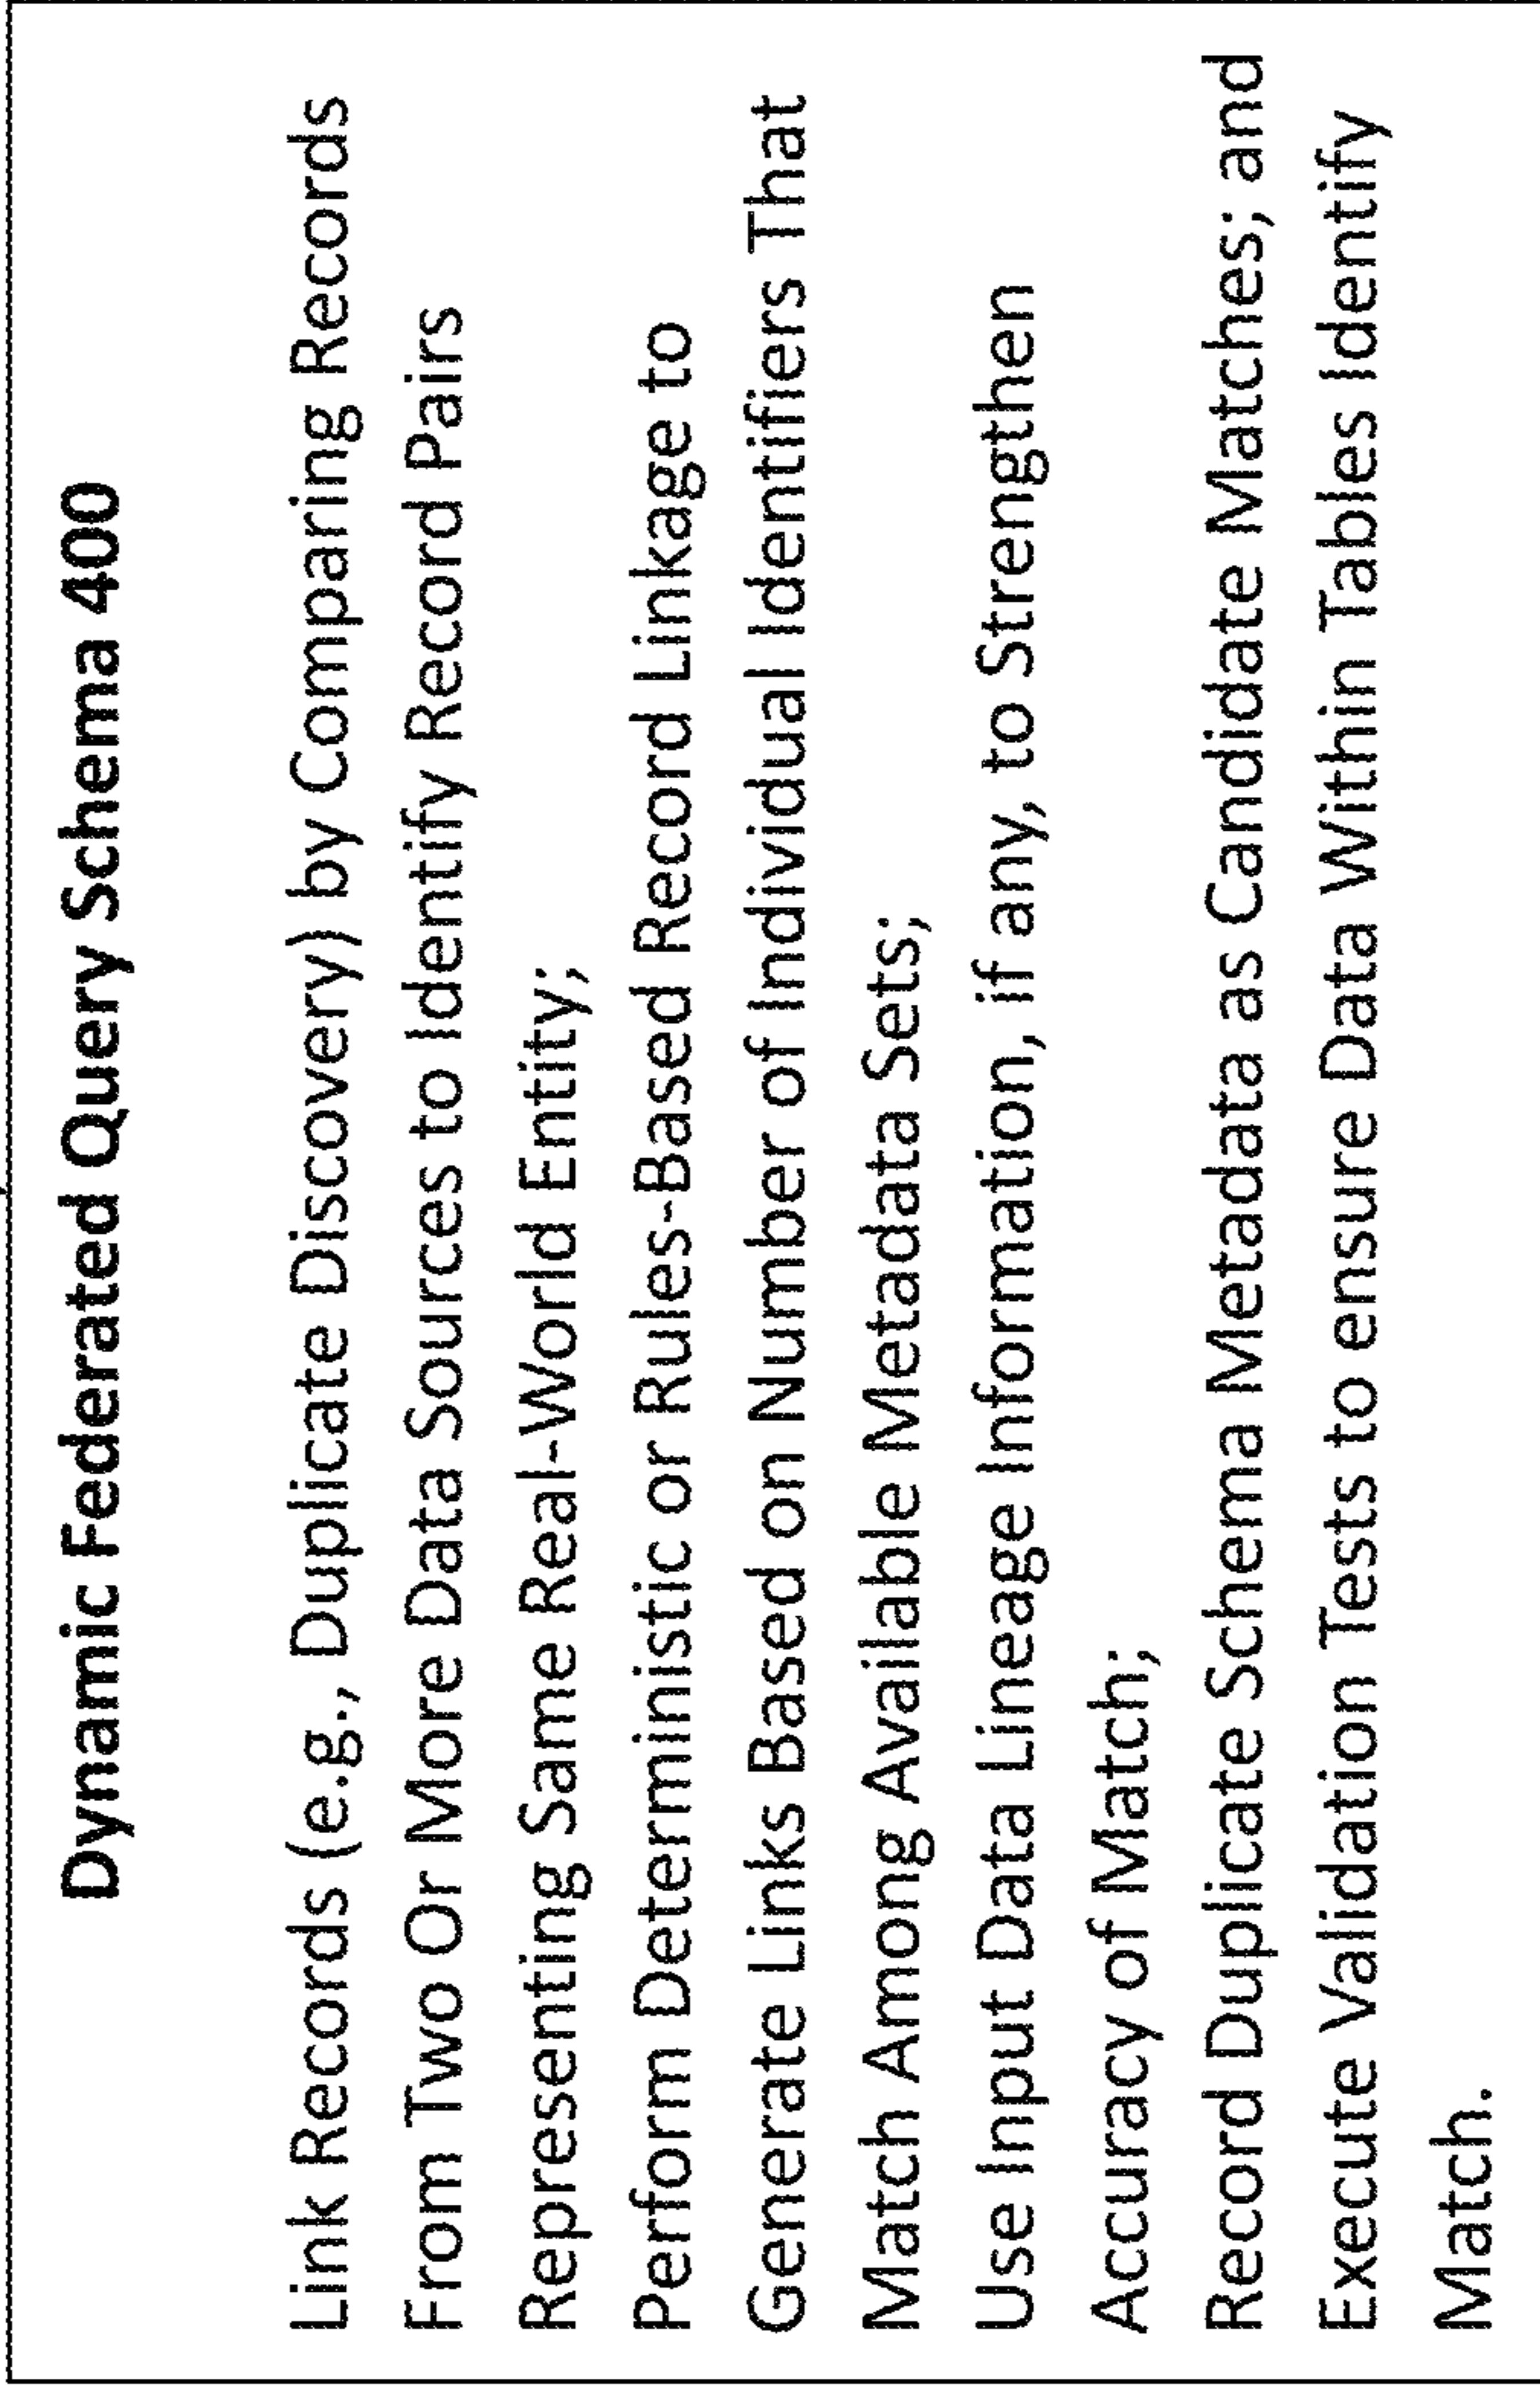 Dynamic Federated Query Schema 400
Link Records (e.g., Duplicate Discovery) by Comparing Records
From Two Or More Data Sources to Identify Record Pairs
Representing Same Real-World Entity;
Perform Deterministic or Rules-Based Record Linkage to
Generate Links Based on Number of Individual Identifiers That
Match Among Available Metadata Sets;
Use Input Data Lineage Information, if any, to Strengthen
Accuracy of Match;
Record Duplicate Schema Metadata as Candidate Matches; and
Execute Validation Tests to ensure Data Within Tables Identify
Match.